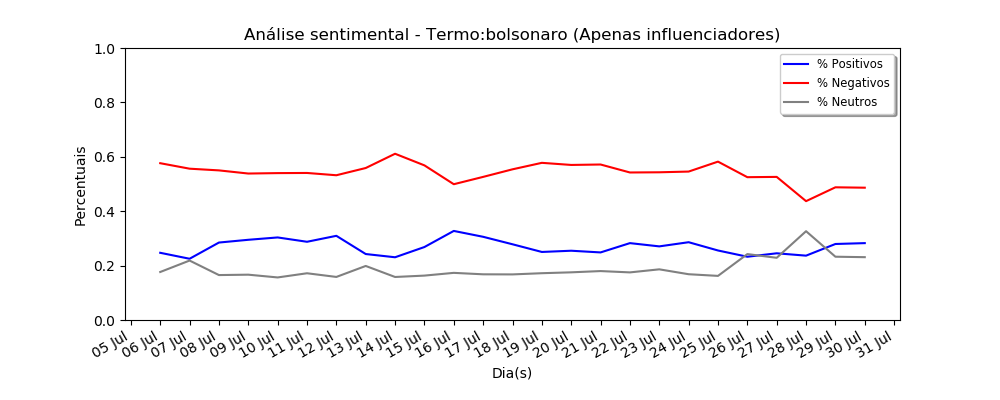 Análise sentimental - Termo:bolsonaro (Apenas influenciadores)
1.0
0.8
0.6
0.4
0.2
0.0
Percentuais
% Positivos
% Negativos
% Neutros
05 Jul
06 Jul
07 Jul
08 Jul
09 Jul
10 Jul
11 Jul
12 Jul
13 Jul
14 Jul
15 Jul
16 Jul
17 Jul
18 Jul
19 Jul
20 Jul
21 Jul
22 Jul
23 Jul
24 Jul
25 Jul
26 Jul
27 Jul
28 Jul
29 Jul
30 Jul
31 Jul
Dia(s)